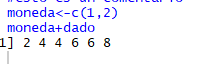 #esto es un comentario
moneda<-c(1,2)
moneda+dado
1] 2 4 4 6 6 8